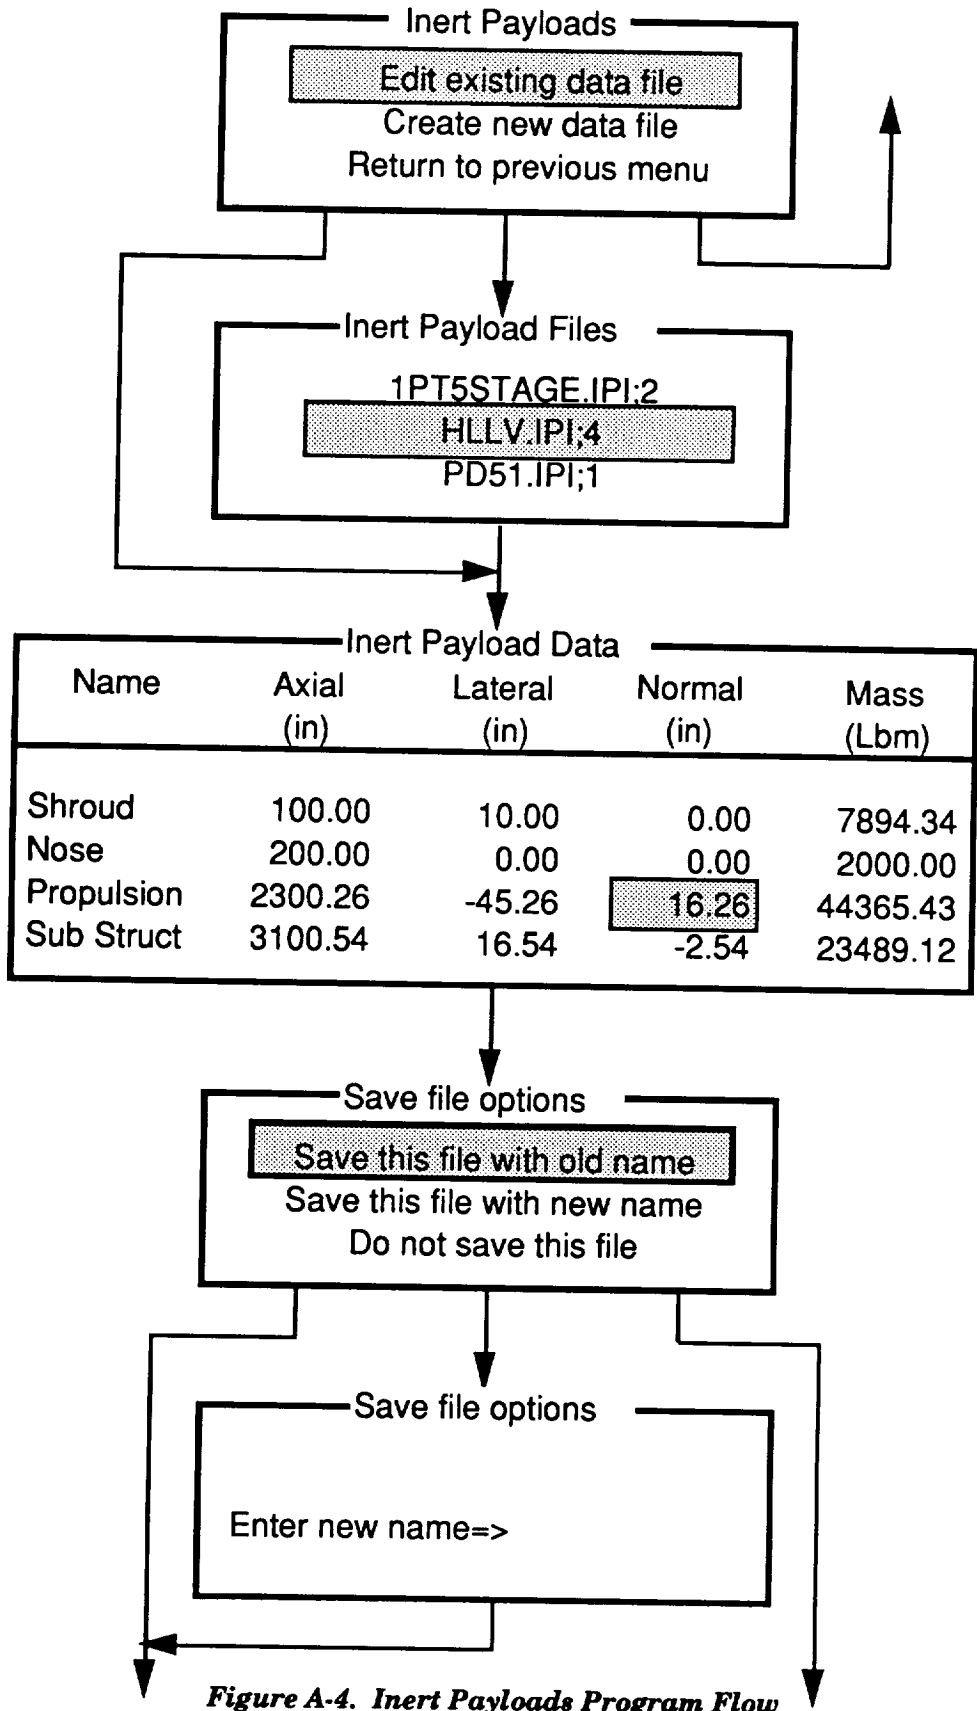 Inert Payloads
Edit existing data file
Create new data file
Return to previous menu
Inert Payload Files
1PT5STAGE.IPI;2
HLLV.IPI;4
PD51.IPI;1
Inert Payload Data
Name Axial Lateral Normal Mass
(in) (in) (in) (Lbm)
Shroud 100.00 10.00 0.00 7894.34
Nose 200.00 0.00 0.00 2000.00
Propulsion 2300.26 -45.26 16.26 44365.43
Sub Struct 3100.54 16.54 -2.54 23489.12
Save file options
Save this file with old name
Save this file with new name
Do not save this file
Save file options
Enter new name=>
Figure A-4. Inert Payloads Program Flow